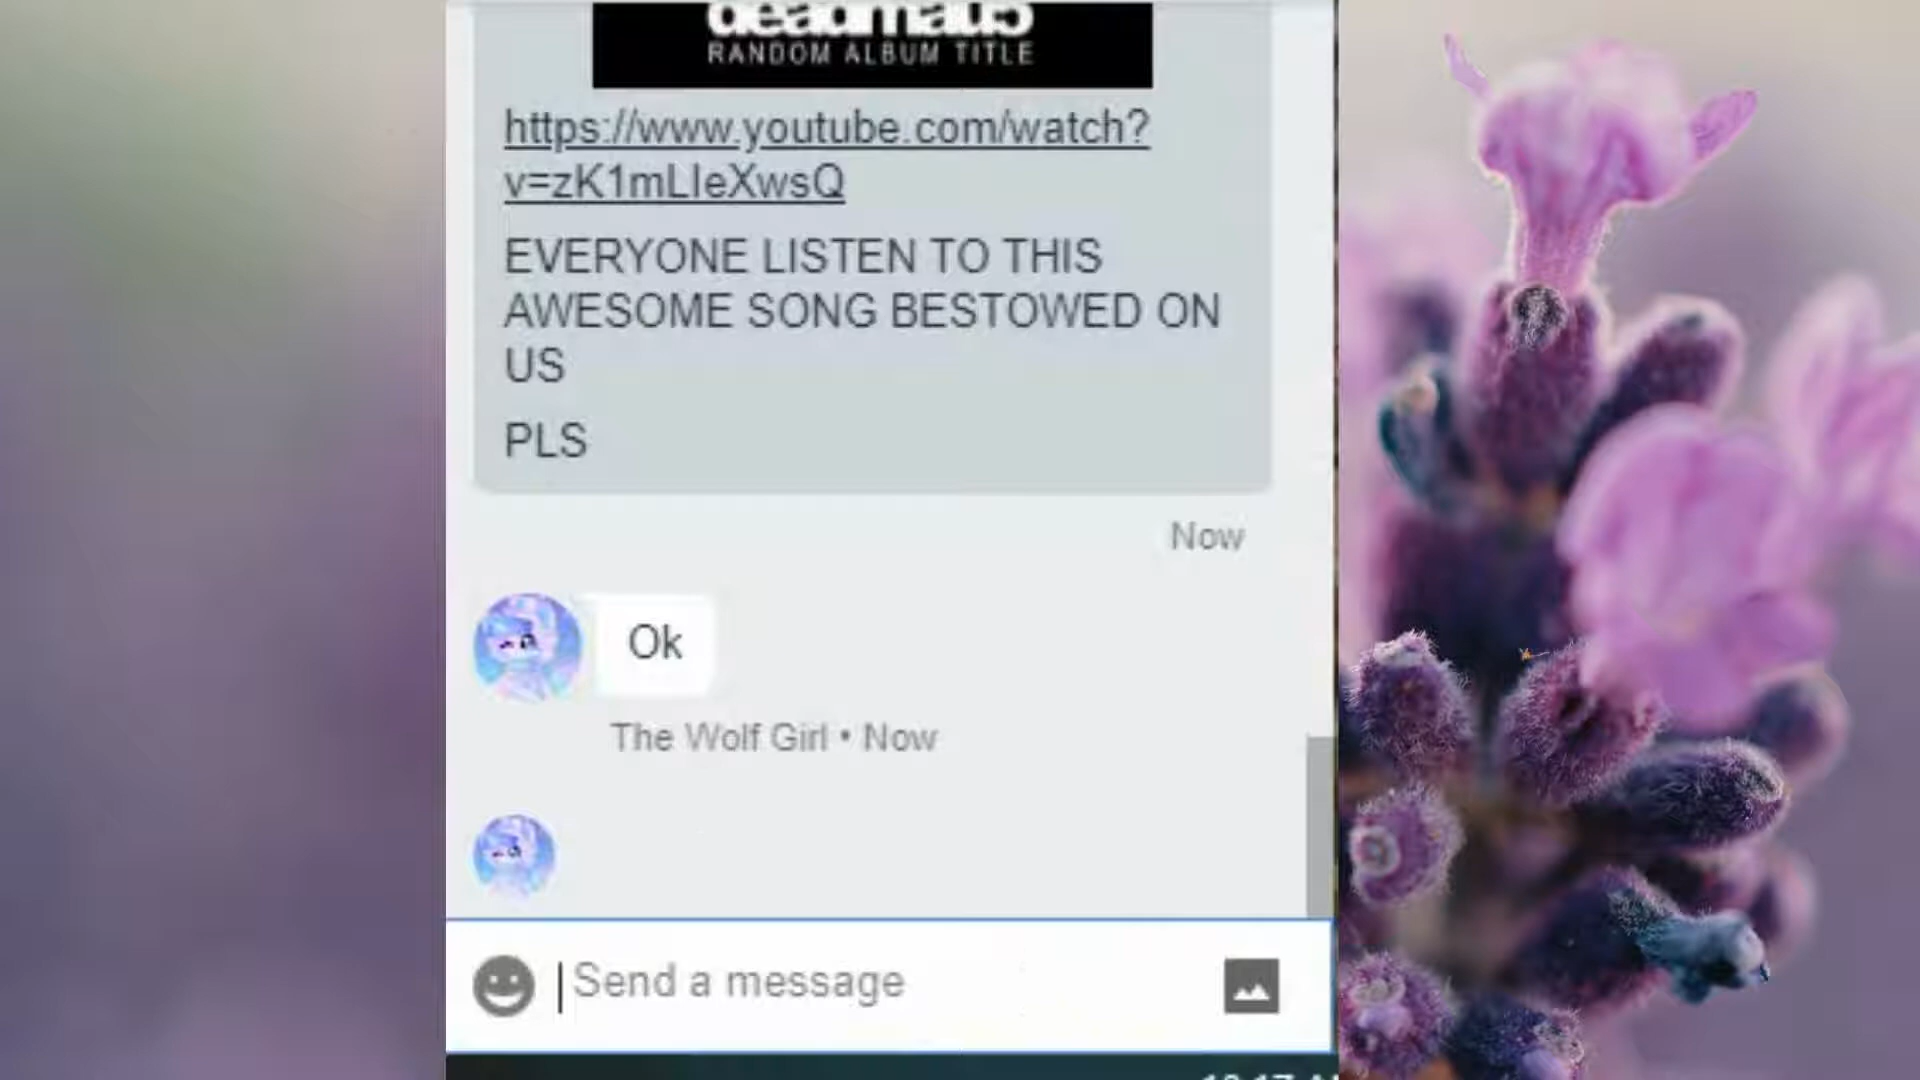 deadmau5
RANDOM ALBUM TITLE
https://www.youtube.com/watch?
v=zK1mLIeXwsQ
EVERYONE LISTEN TO THIS
AWESOME SONG BESTOWED ON
US
PLS
Now
Ok
The Wolf Girl • Now
Send a message